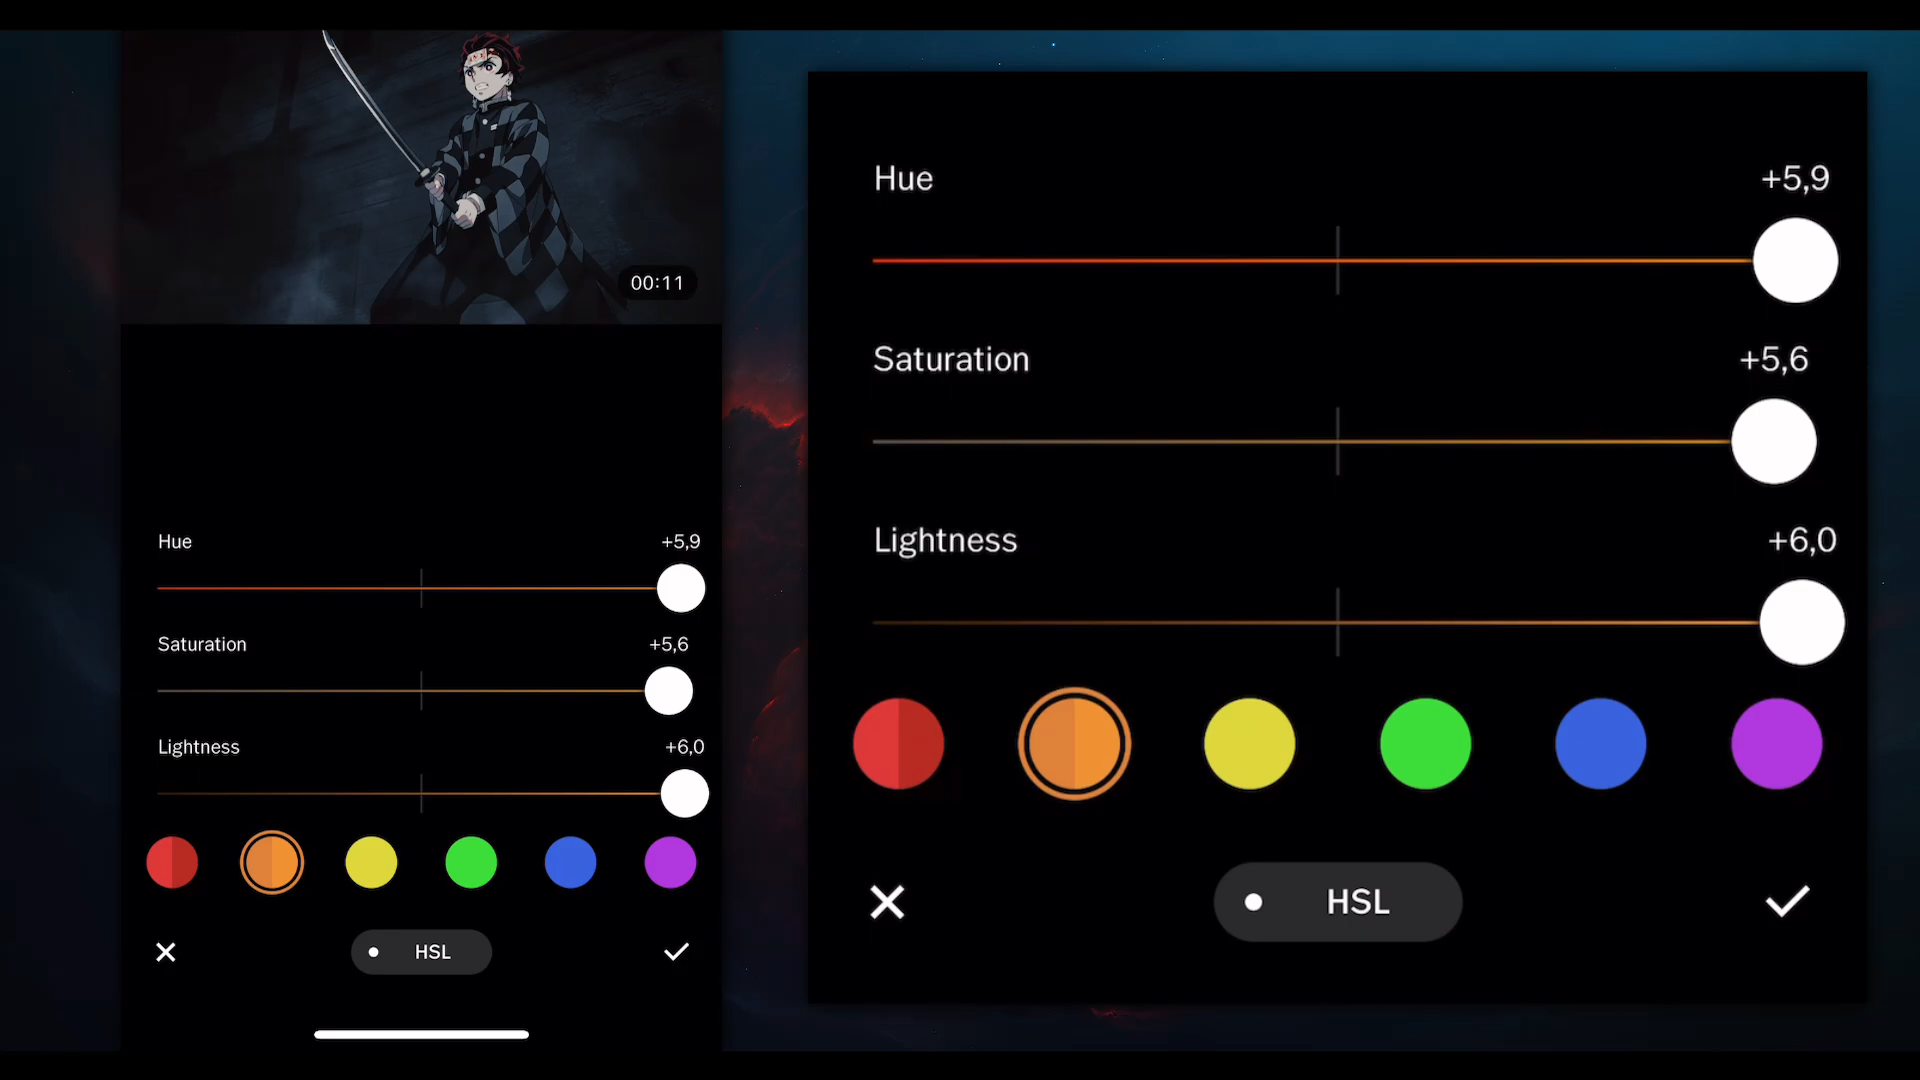 00:11
Hue +5,9
Saturation +5,6
Lightness +6,0
HSL
Hue +5,9
Saturation +5,6
Lightness +6,0
HSL